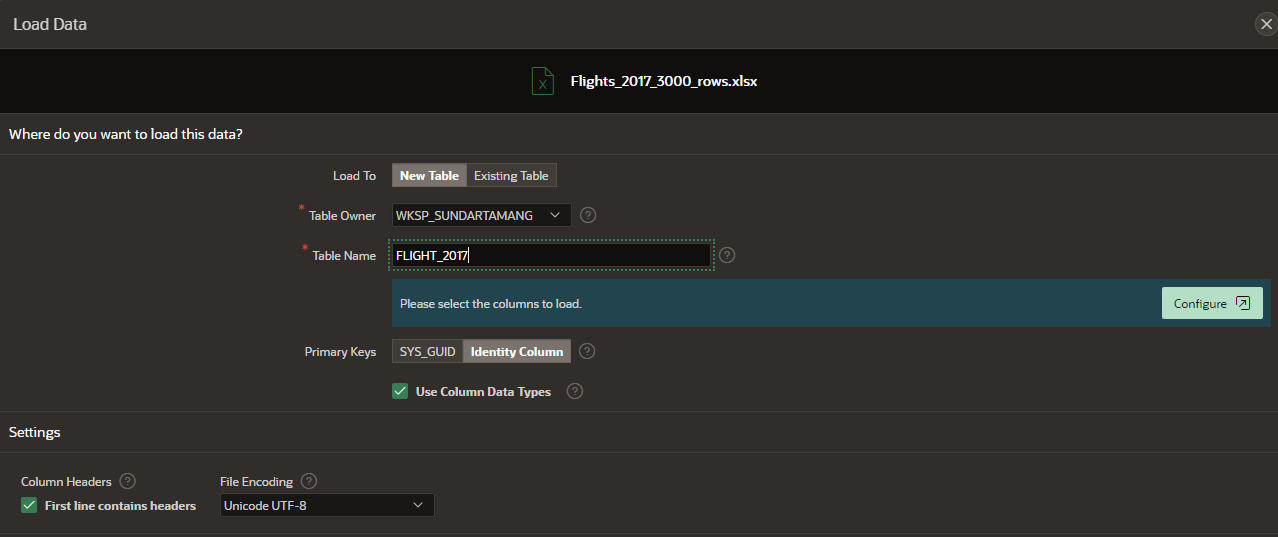 Load Data
X
Flights_2017_3000_rows.xlsx
Where do you want to load this data?
Load To New Table Existing Table
* Table Owner WKSP_SUNDARTAMANG ?
* Table Name FLIGHT_2017 ?
Please select the columns to load. Configure
Primary Keys SYS_GUID Identity Column ?
Use Column Data Types ?
Settings
Column Headers ? File Encoding ?
First line contains headers Unicode UTF-8